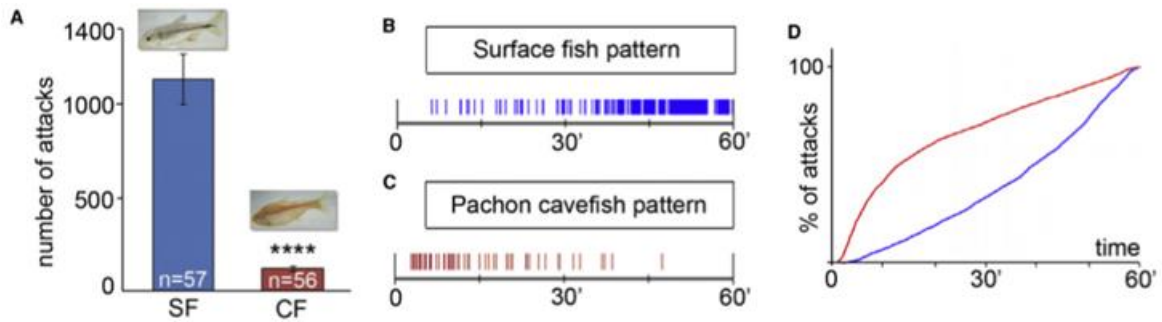 A
1400
1000
500
0
number of attacks
****
n=57
n=56
SF
CF
B
Surface fish pattern
0
30'
60'
C
Pachon cavefish pattern
0
30'
60'
D
100
% of attacks
time
0
30'
60'